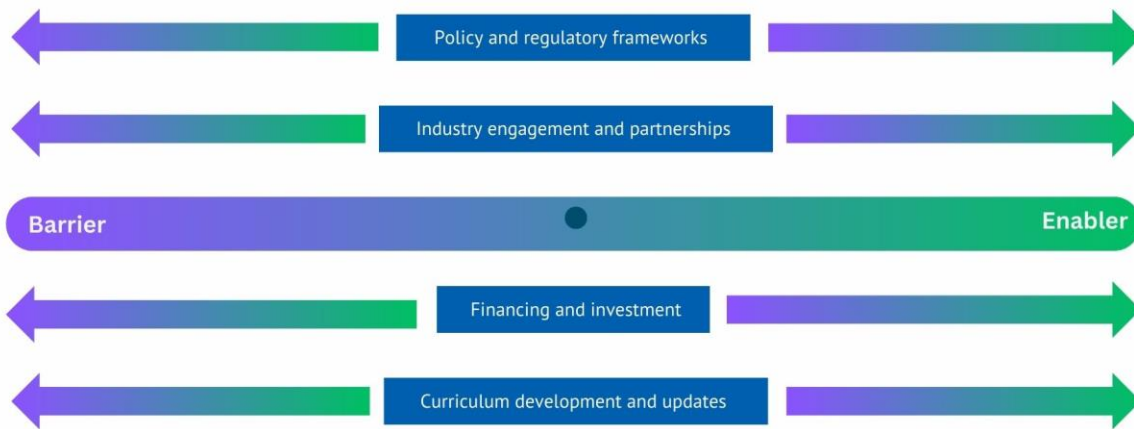 Policy and regulatory frameworks
Industry engagement and partnerships
Barrier
Enabler
Financing and investment
Curriculum development and updates